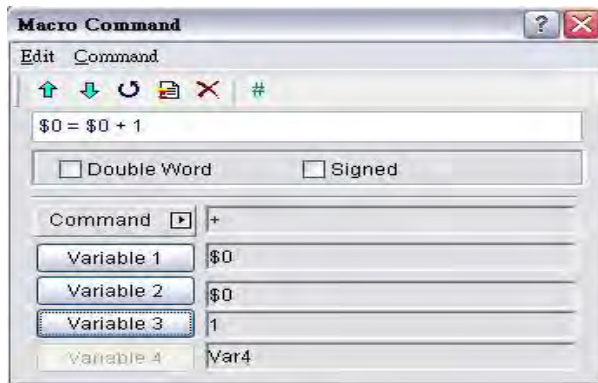 Macro Command
Edit Command
#
$0 = $0 + 1
Double Word Signed
Command +
Variable 1 $0
Variable 2 $0
Variable 3 1
Variable 4 Var4